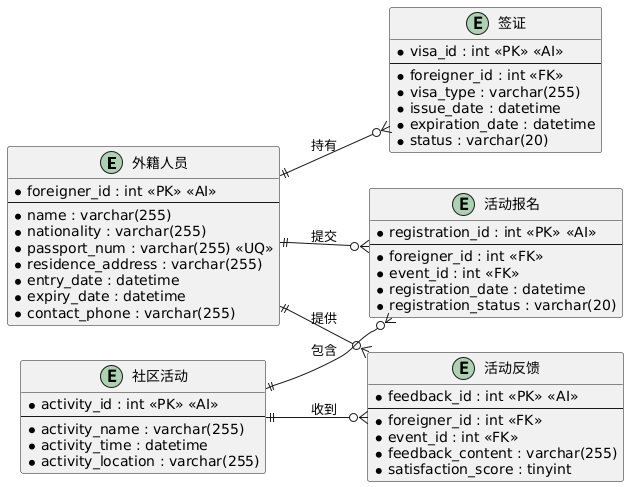 E 签证
visa_id : int «PK» «AI»
foreigner_id : int «FK»
visa_type : varchar(255)
issue_date : datetime
expiration_date : datetime
status : varchar(20)
E 外籍人员
foreigner_id : int «PK» «AI»
name : varchar(255)
nationality : varchar(255)
passport_num : varchar(255) «UQ»
residence_address : varchar(255)
entry_date : datetime
expiry_date : datetime
contact_phone : varchar(255)
持有
提交
提供
包含
收到
E 活动报名
registration_id : int «PK» «AI»
foreigner_id : int «FK»
event_id : int «FK»
registration_date : datetime
registration_status : varchar(20)
E 社区活动
activity_id : int «PK» «AI»
activity_name : varchar(255)
activity_time : datetime
activity_location : varchar(255)
E 活动反馈
feedback_id : int «PK» «AI»
foreigner_id : int «FK»
event_id : int «FK»
feedback_content : varchar(255)
satisfaction_score : tinyint